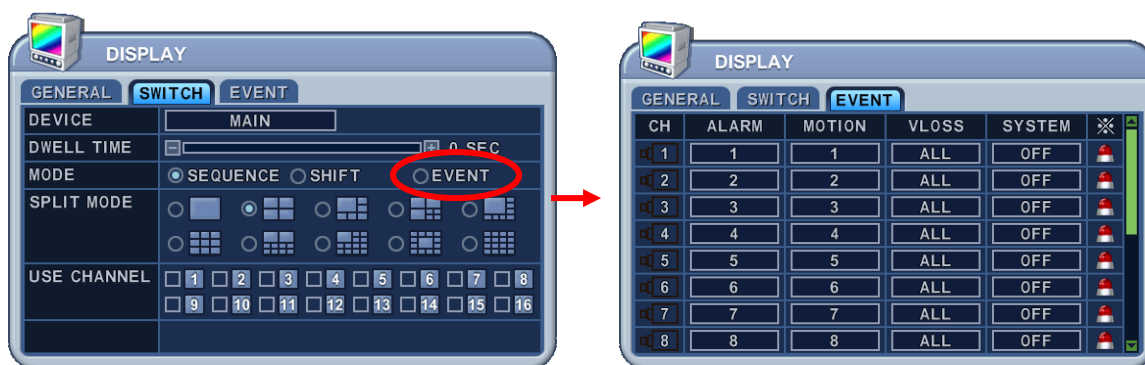 DISPLAY
GENERAL SWITCH EVENT
DEVICE MAIN
DWELL TIME 0 SEC
MODE SEQUENCE SHIFT EVENT
SPLIT MODE
USE CHANNEL 1 2 3 4 5 6 7 8
9 10 11 12 13 14 15 16
DISPLAY
GENERAL SWITCH EVENT
CH ALARM MOTION VLOSS SYSTEM ※
1 1 1 ALL OFF
2 2 2 ALL OFF
3 3 3 ALL OFF
4 4 4 ALL OFF
5 5 5 ALL OFF
6 6 6 ALL OFF
7 7 7 ALL OFF
8 8 8 ALL OFF